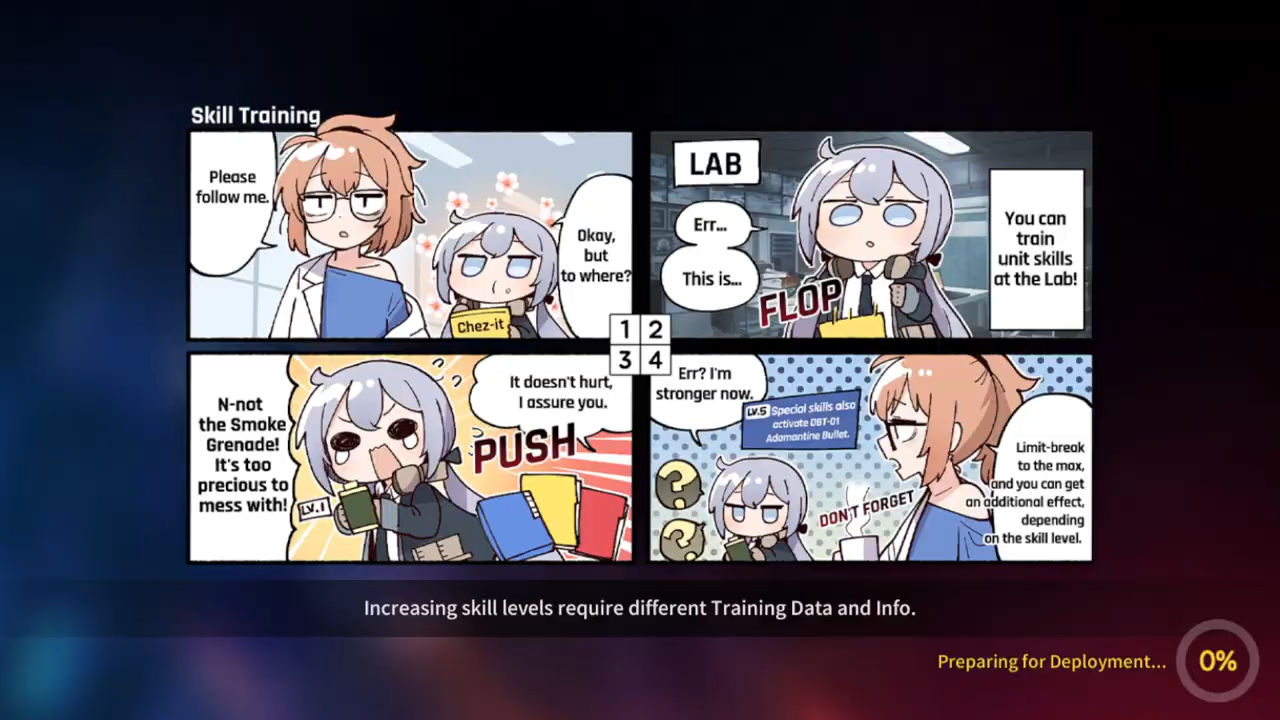 Skill Training
Please
follow me.
Okay,
but
to where?
Chez-it
LAB
Err...
This is...
FLOP
You can
train
unit skills
at the Lab!
1 2
3 4
N-not
the Smoke
Grenade!
It's too
precious to
mess with!
LV.1
It doesn't hurt,
I assure you.
PUSH
Err? I'm
stronger now.
LV.5 Special skills also
activate DBT-01
Adamantine Bullet.
?
?
DON'T FORGET
Limit-break
to the max,
and you can get
an additional effect,
depending
on the skill level.
Increasing skill levels require different Training Data and Info.
Preparing for Deployment...
0%